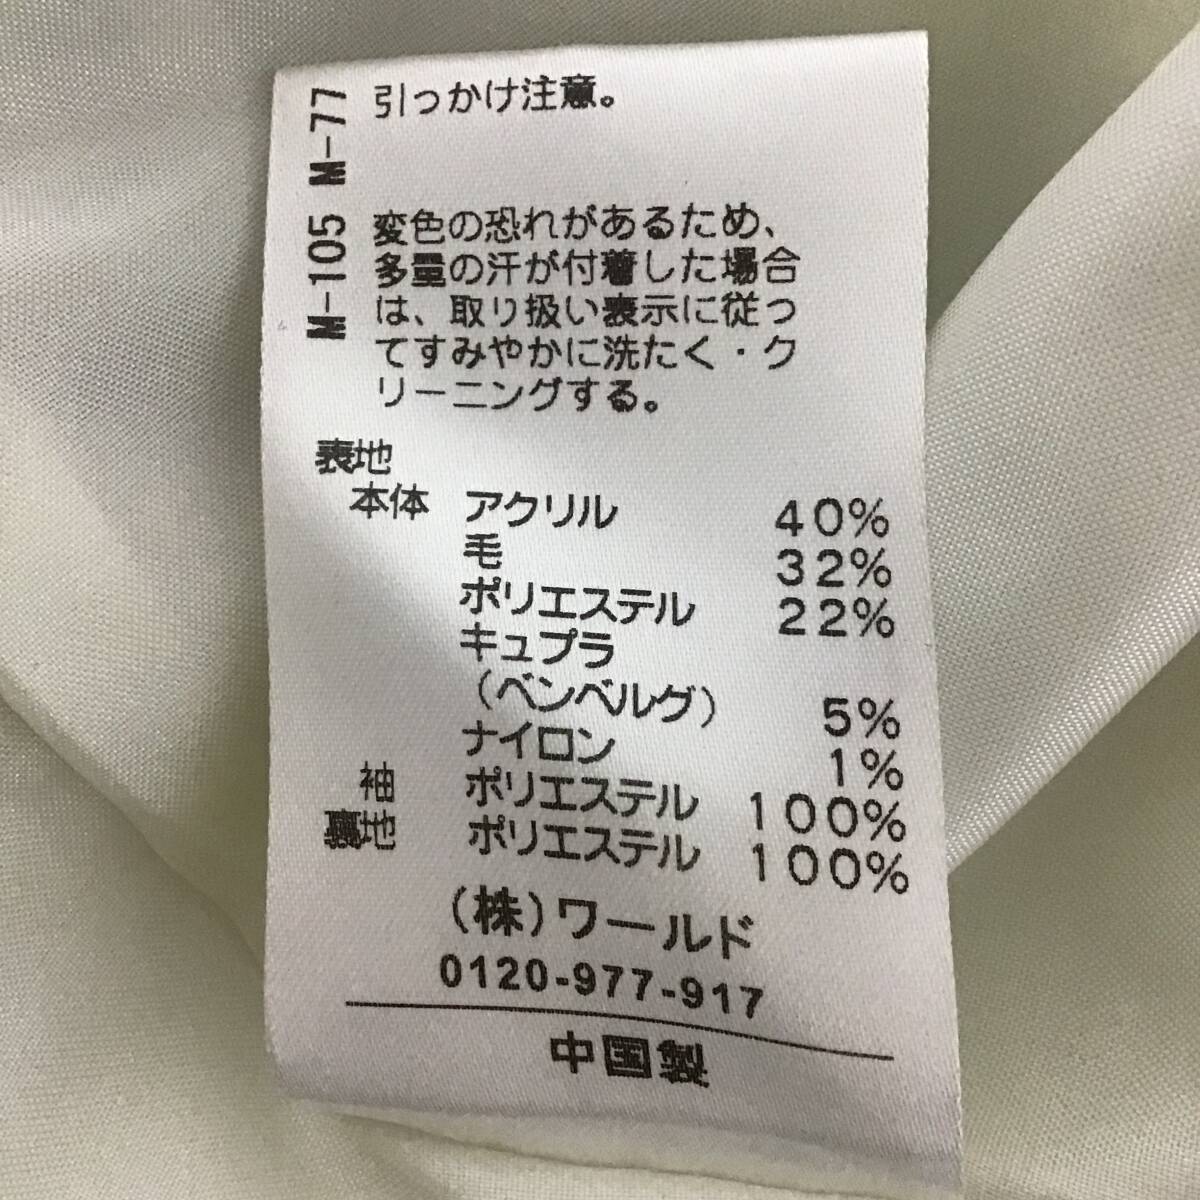 M-77
引っかけ注意。
M-105
変色の恐れがあるため、
多量の汗が付着した場合
は、取り扱い表示に従っ
てすみやかに洗たく・ク
リーニングする。
表地
本体 アクリル 40%
毛 32%
ポリエステル 22%
キュプラ
(ベンベルグ) 5%
ナイロン 1%
袖 ポリエステル 100%
裏地 ポリエステル 100%
(株)ワールド
0120-977-917
中国製